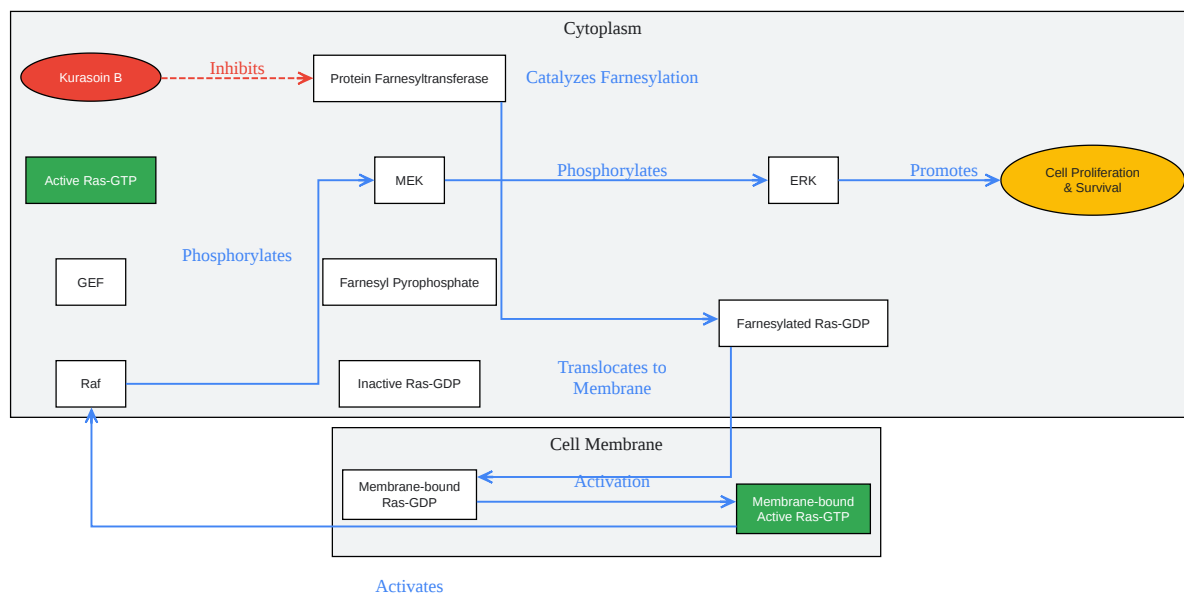 Cytoplasm
Kurasoin B
Inhibits
Protein Farnesyltransferase
Catalyzes Farnesylation
Active Ras-GTP
MEK
Phosphorylates
ERK
Promotes
Cell Proliferation
& Survival
Phosphorylates
GEF
Farnesyl Pyrophosphate
Farnesylated Ras-GDP
Raf
Inactive Ras-GDP
Translocates to
Membrane
Cell Membrane
Membrane-bound
Ras-GDP
Activation
Membrane-bound
Active Ras-GTP
Activates